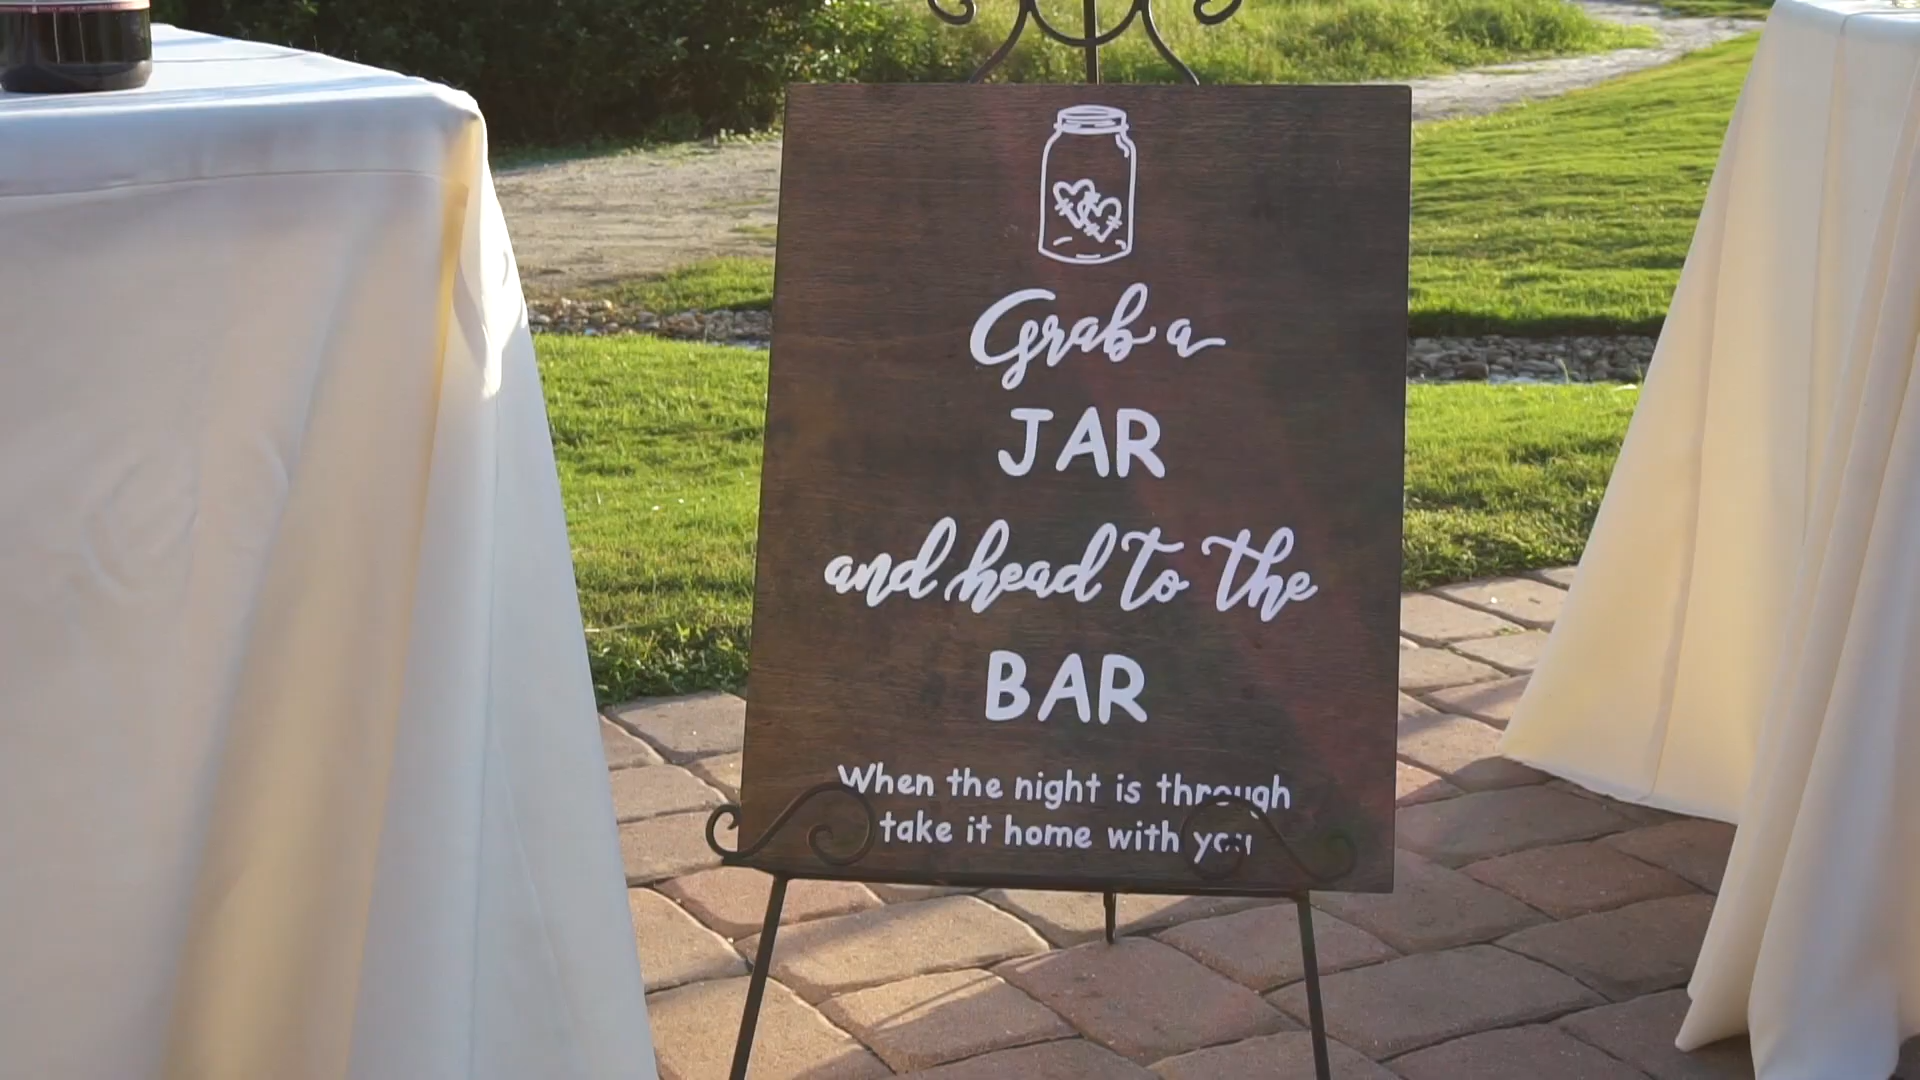 Grab a
JAR
and head to the
BAR
When the night is through
take it home with you